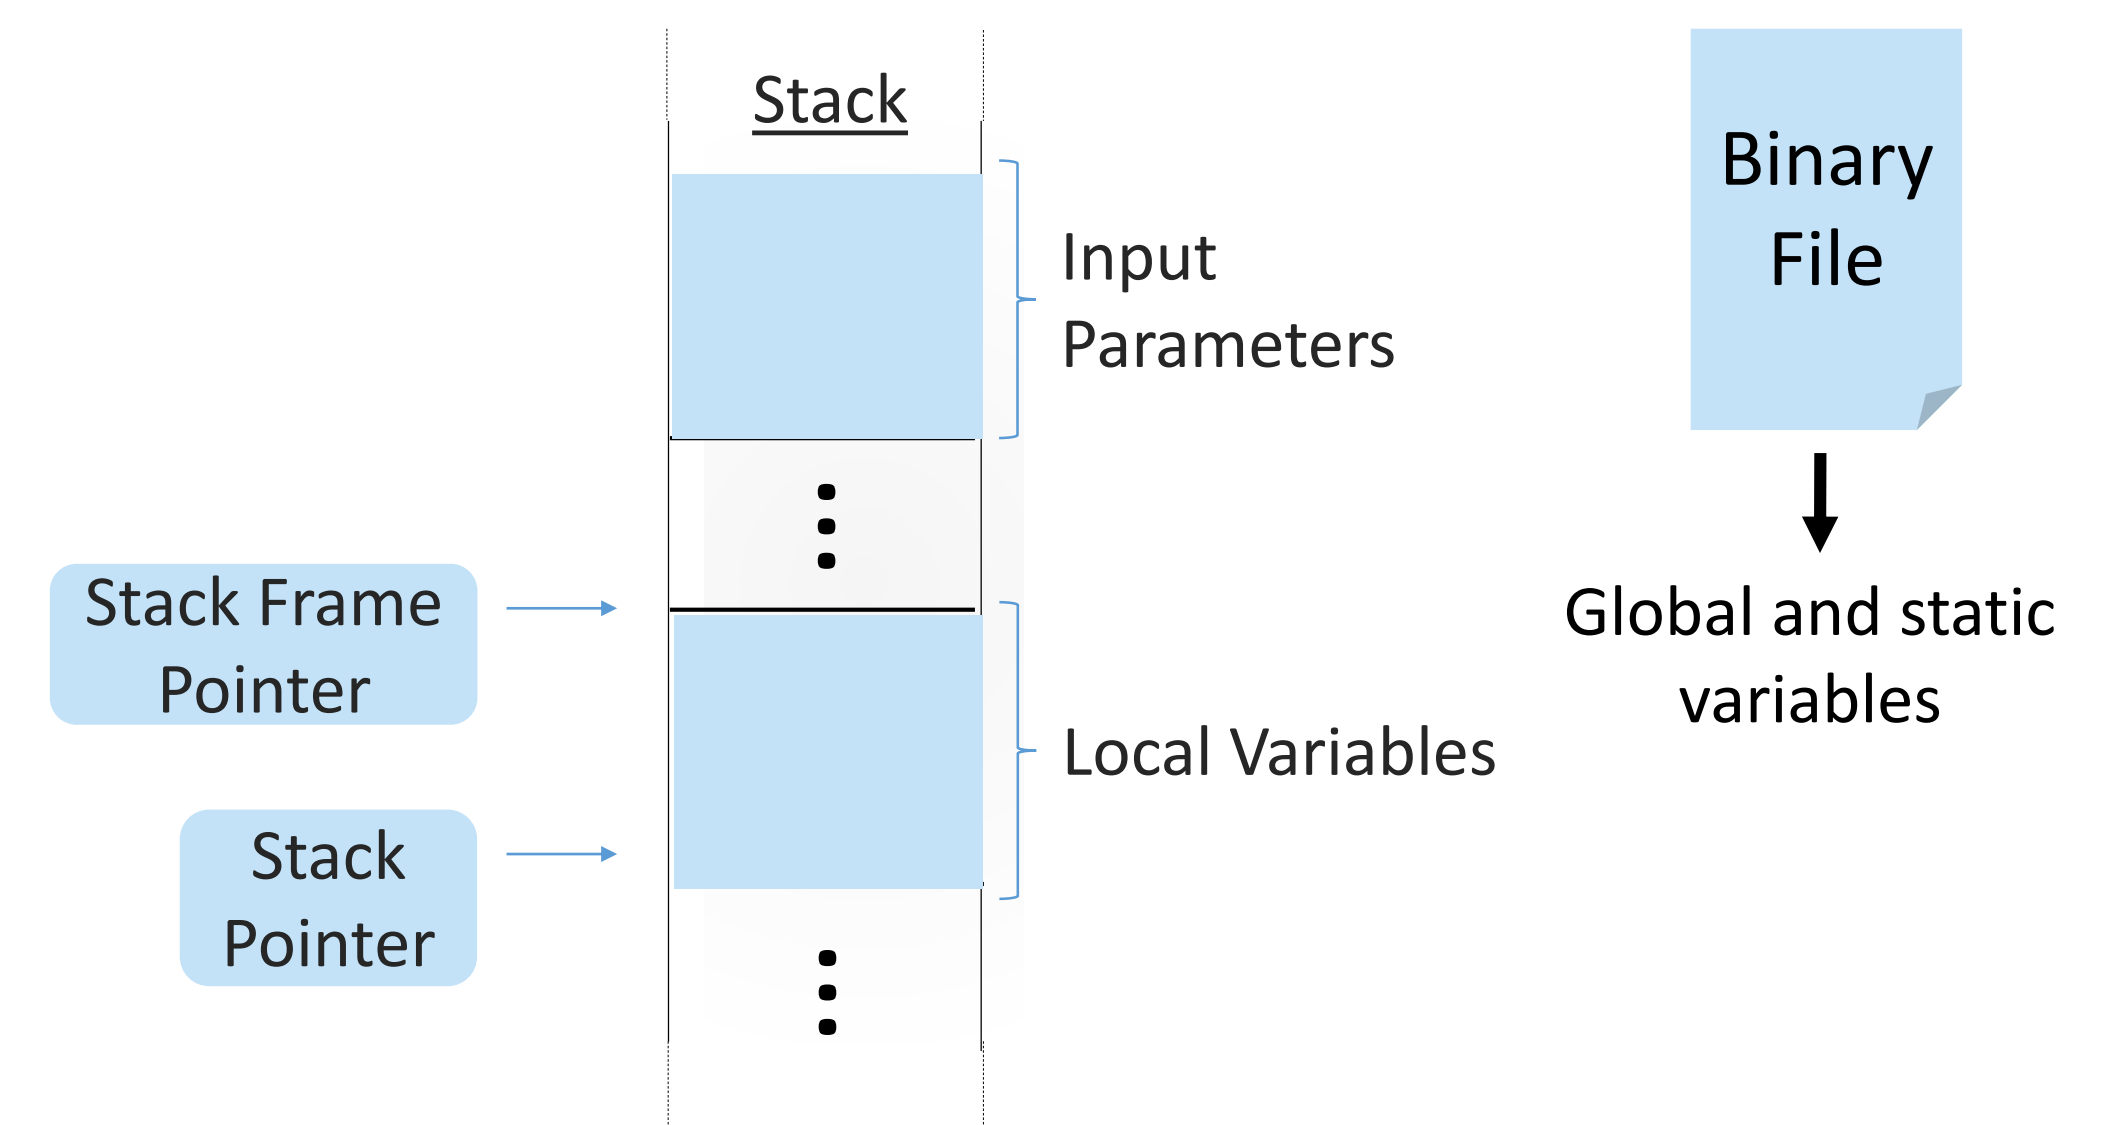 Stack
Input
Parameters
Stack Frame
Pointer
Local Variables
Stack
Pointer
Binary
File
Global and static
variables